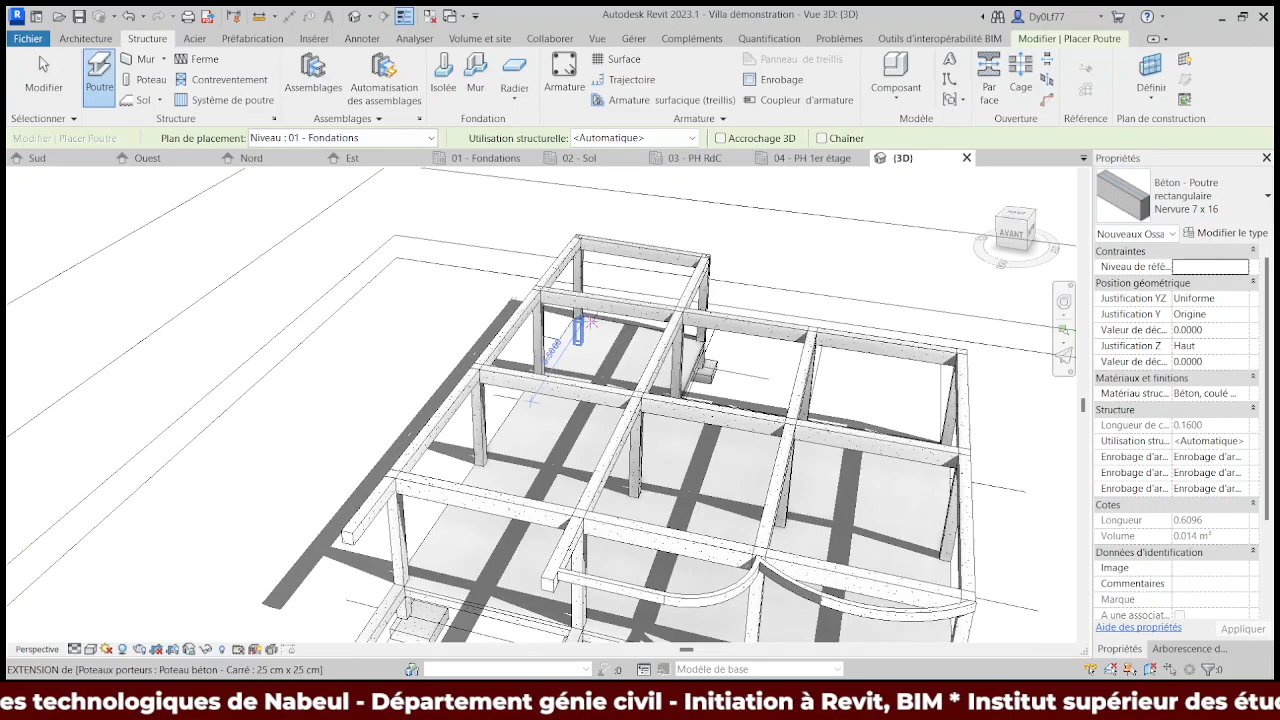 Autodesk Revit 2023.1 - Villa démonstration - Vue 3D: {3D}
Dy0Lf77
Fichier Architecture Structure Acier Préfabrication Insérer Annoter Analyser Volume et site Collaborer Vue Gérer Compléments Quantification Problèmes Outils d'interopérabilité BIM Modifier | Placer Poutre
Modifier Poutre Mur Ferme Assemblages Automatisation des assemblages Isolée Mur Radier Armature Surface Panneau de treillis Composant Par face Cage Définir
Poteau Contreventement Trajectoire Enrobage
Sol Système de poutre Armature surfacique (treillis) Coupleur d'armature
Sélectionner Structure Assemblages Fondation Armature Modèle Ouverture Référence Plan de construction
Modifier | Placer Poutre Plan de placement: Niveau : 01 - Fondations Utilisation structurelle: <Automatique> Accrochage 3D Chaîner
Sud Ouest Nord Est 01 - Fondations 02 - Sol 03 - PH RdC 04 - PH 1er étage {3D}
AVANT
Propriétés
Béton - Poutre
rectangulaire
Nervure 7 x 16
Nouveaux Ossa Modifier le type
Contraintes
Niveau de réfé...
Position géométrique
Justification YZ Uniforme
Justification Y Origine
Valeur de déc... 0.0000
Justification Z Haut
Valeur de déc... 0.0000
Matériaux et finitions
Matériau struc... Béton, coulé ...
Structure
Longueur de c... 0.1600
Utilisation stru... <Automatique>
Enrobage d'ar... Enrobage d'ar...
Enrobage d'ar... Enrobage d'ar...
Enrobage d'ar... Enrobage d'ar...
Cotes
Longueur 0.6096
Volume 0.014 m³
Données d'identification
Image
Commentaires
Marque
A une associat...
Aide des propriétés Appliquer
Propriétés Arborescence d...
Perspective
EXTENSION de [Poteaux porteurs : Poteau béton - Carré : 25 cm x 25 cm] :0 Modèle de base :0
es technologiques de Nabeul - Département génie civil - Initiation à Revit, BIM * Institut supérieur des étu